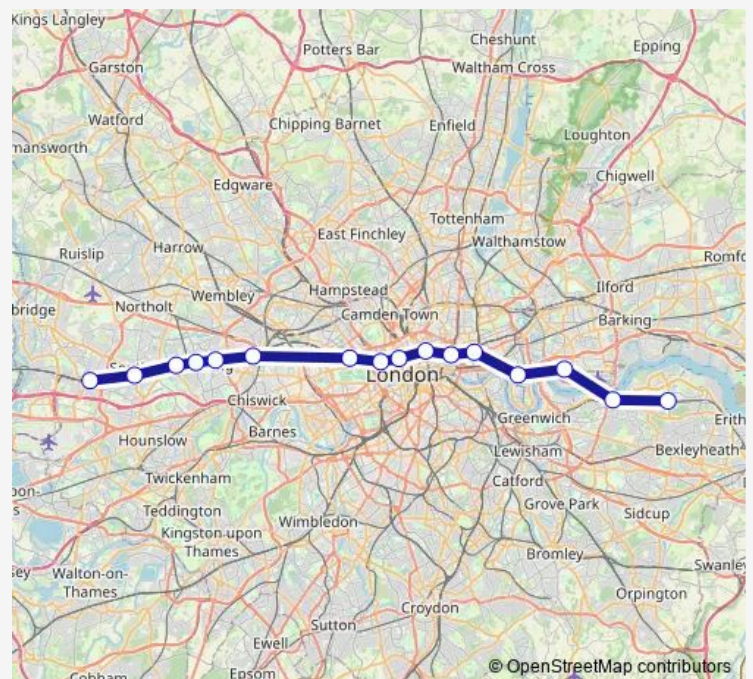 Kings Langley
Cheshunt
Epping
Potters Bar
Garston
Waltham Cross
Watford
Chipping Barnet
Enfield
Loughton
mansworth
Chigwell
Edgware
Tottenham
East Finchley
Walthamstow
Harrow
Ruislip
Romfo
Hampstead
Ilford
Wembley
bridge
Northolt
Camden Town
Barking
London
Chiswick
Greenwich
Erith
Barnes
Hounslow
Lewisham
Bexleyheath
Twickenham
Catford
Grove Park
Sidcup
Teddington
Wimbledon
Kingston upon
Thames
Bromley
Swanley
Walton-on-
Thames
Orpington
Croydon
Sutton
Ewell
Cobham
Epsom
© OpenStreetMap contributors